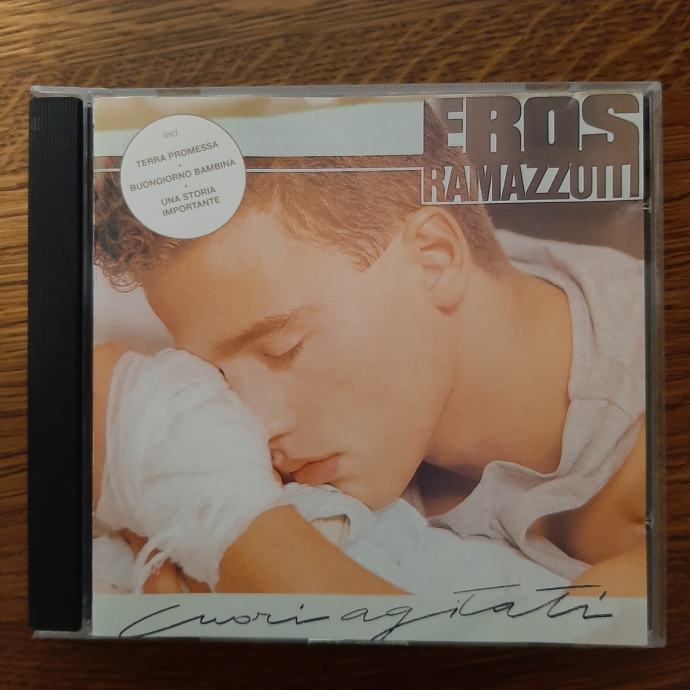 Incl.
TERRA PROMESSA
•
BUONGIORNO BAMBINA
•
UNA STORIA
IMPORTANTE
EROS
RAMAZZOTTI
Cuori agitati